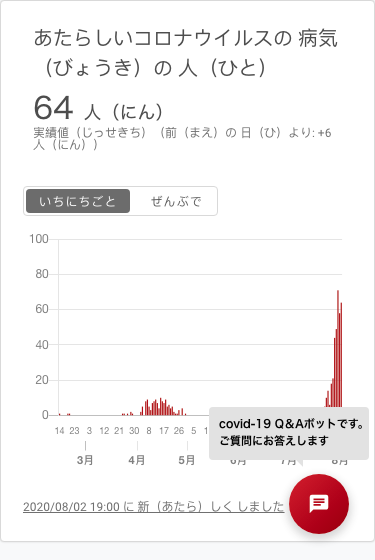 あたらしいコロナウイルスの 病気
（びょうき）の 人（ひと）
64 人（にん）
実績値（じっせきち）（前（まえ）の 日（ひ）より: +6
人（にん））
いちにちごと ぜんぶで
100
80
60
40
20
0
14 23 3 12 21 30 8 17 26 5
3月 4月 5月 6月 7月 8月
covid-19 Q＆Aボットです。
ご質問にお答えします
2020/08/02 19:00 に 新（あたら）しく しました